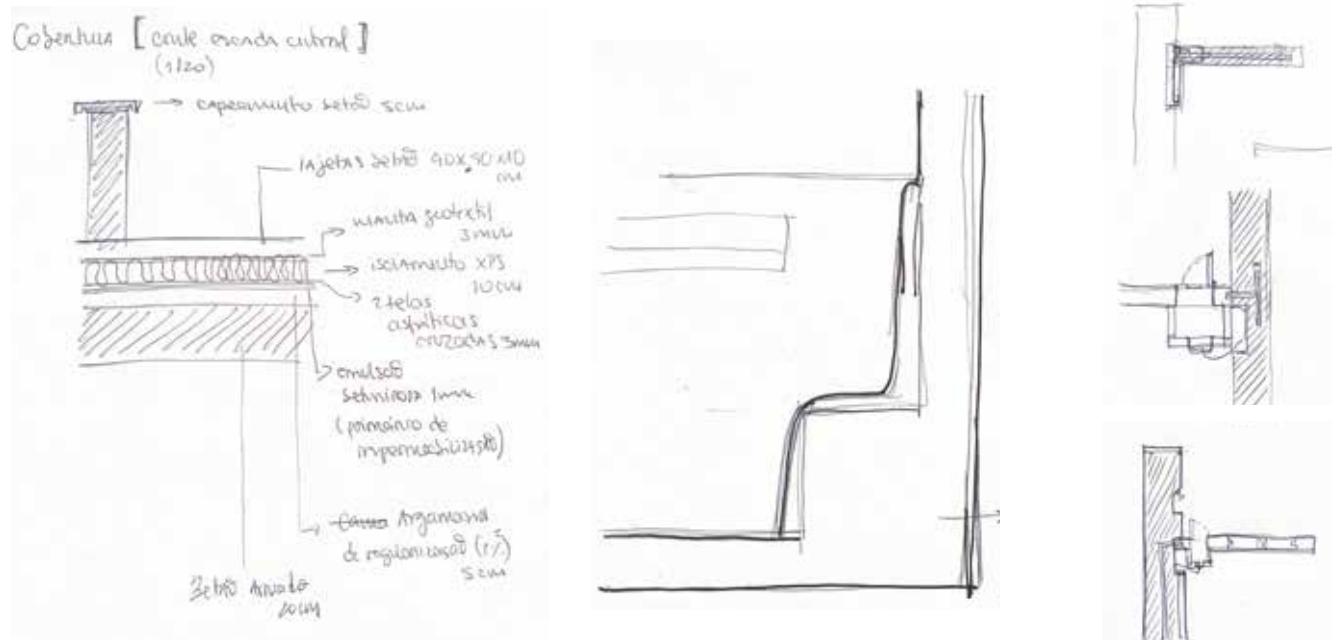 Cobertura [corte escada central]
(1/20)
→ capeamento betão 5cm
lajetas betão 40x40x10
cm
manta geotextil
3mm
isolamento XPS
10cm
2 telas
asfálticas
cruzadas 3mm
emulsão
betuminosa 1mm
(primário de
impermeabilização)
Argamassa
de regularização (1%)
5cm
Betão Armado
20cm